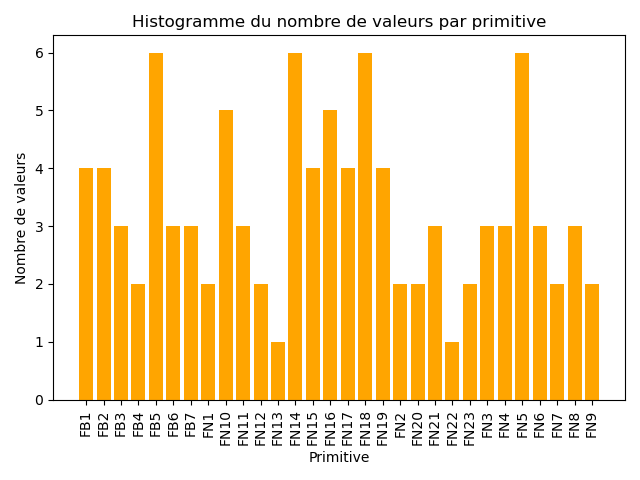 Histogramme du nombre de valeurs par primitive
Nombre de valeurs
6
5
4
3
2
1
0
FB1 FB2 FB3 FB4 FB5 FB6 FB7 FN1 FN10 FN11 FN12 FN13 FN14 FN15 FN16 FN17 FN18 FN19 FN2 FN20 FN21 FN22 FN23 FN3 FN4 FN5 FN6 FN7 FN8 FN9
Primitive